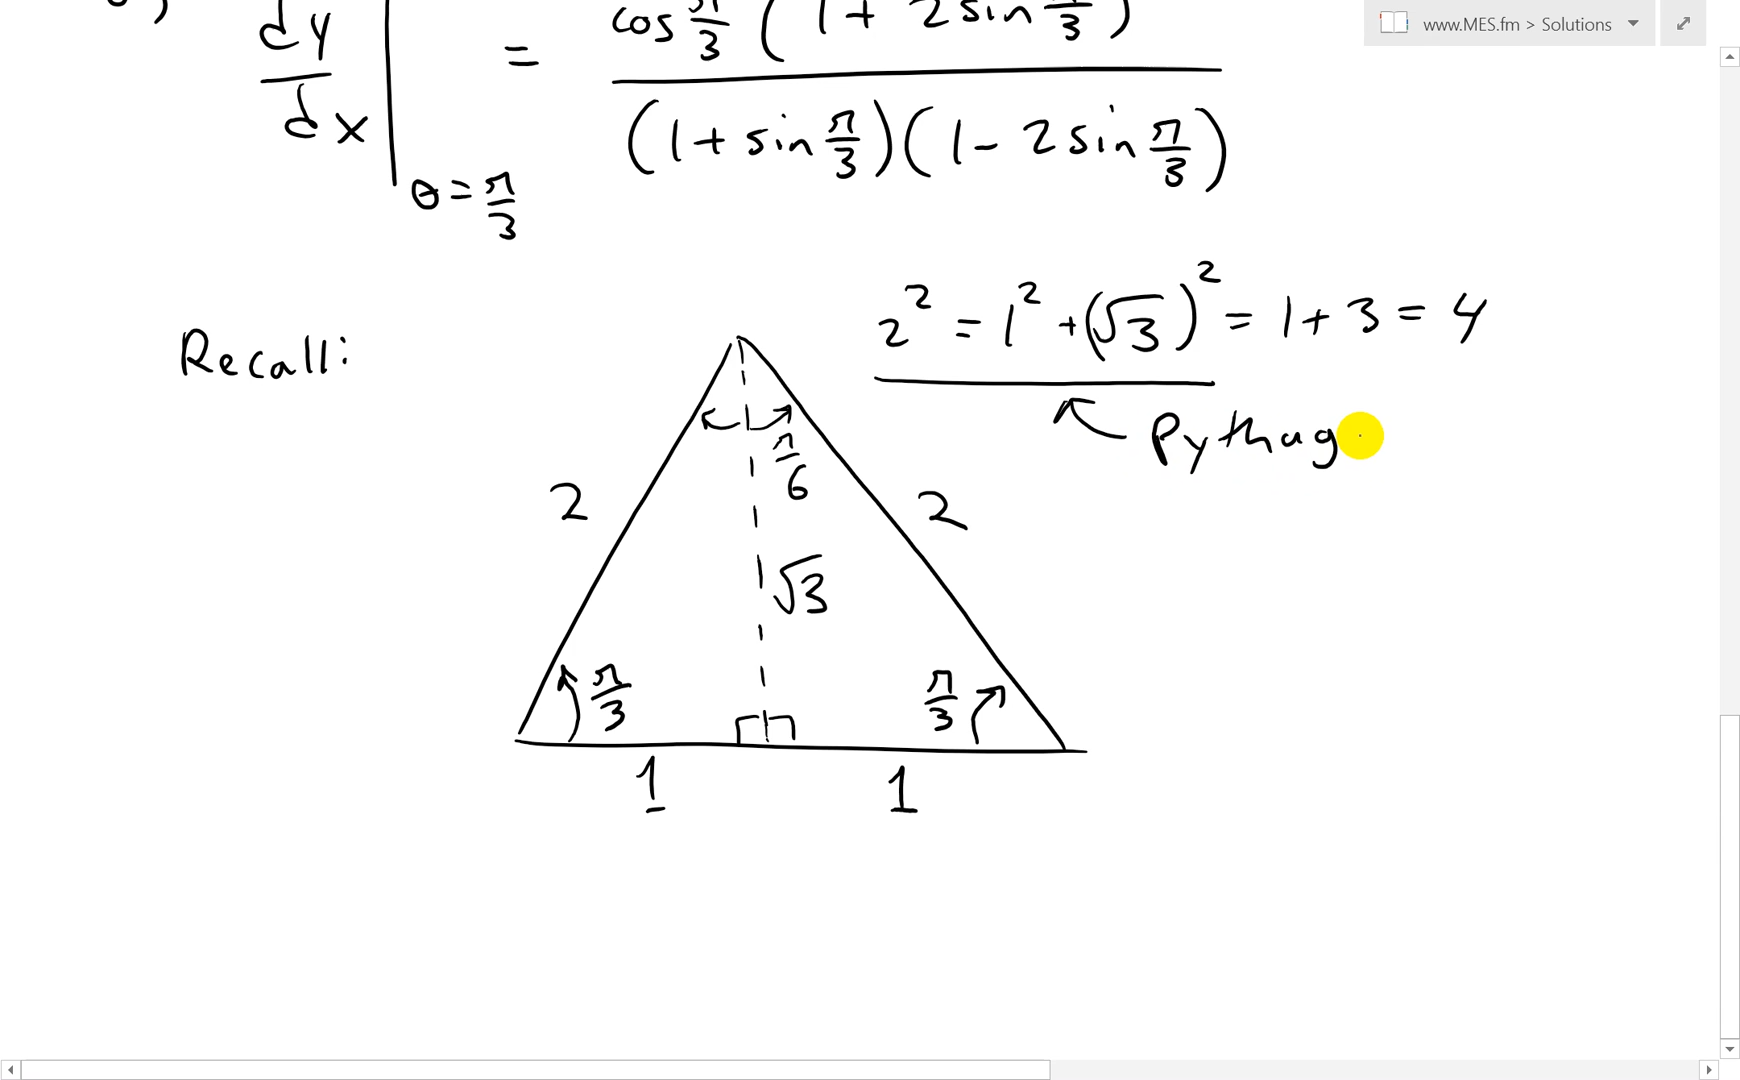 www.MES.fm > Solutions
dy/dx | θ = π/3 = cos π/3 (1 + 2 sin π/3) / (1 + sin π/3)(1 - 2 sin π/3)
2² = 1² + (√3)² = 1 + 3 = 4
Recall:
Pythag
π/6
2 2
√3
π/3 π/3
1 1